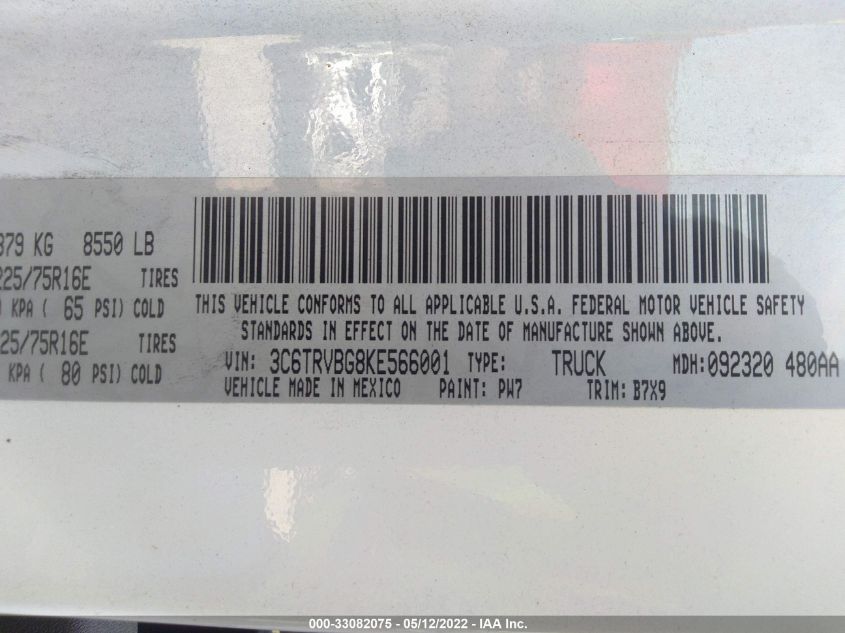 879 KG 8550 LB
225/75R16E TIRES
KPA ( 65 PSI) COLD
25/75R16E TIRES
KPA ( 80 PSI) COLD
THIS VEHICLE CONFORMS TO ALL APPLICABLE U.S.A. FEDERAL MOTOR VEHICLE SAFETY
STANDARDS IN EFFECT ON THE DATE OF MANUFACTURE SHOWN ABOVE.
VIN: 3C6TRVBG8KE566001 TYPE: TRUCK MDH:092320 480AA
VEHICLE MADE IN MEXICO PAINT: PW7 TRIM: B7X9
000-33082075 - 05/12/2022 - IAA Inc.